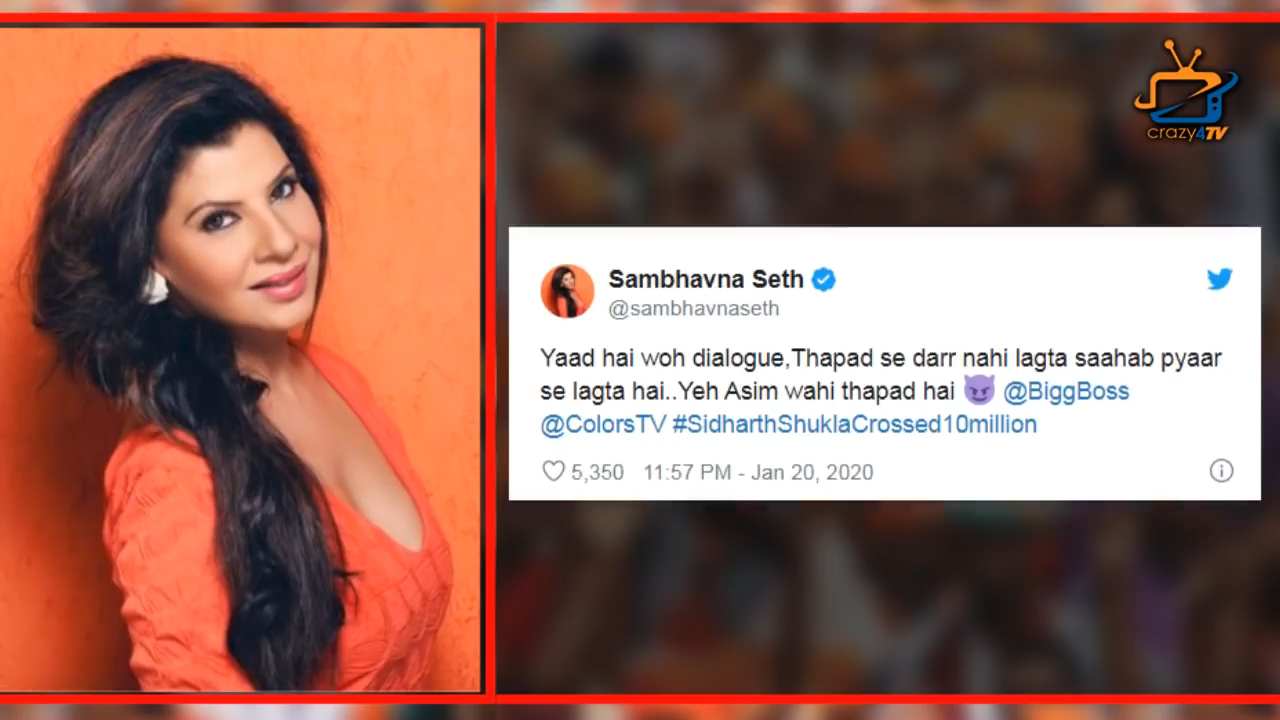 crazy4TV
Sambhavna Seth
@sambhavnaseth
Yaad hai woh dialogue,Thapad se darr nahi lagta saahab pyaar
se lagta hai..Yeh Asim wahi thapad hai 😈 @BiggBoss
@ColorsTV #SidharthShuklaCrossed10million
5,350 11:57 PM - Jan 20, 2020